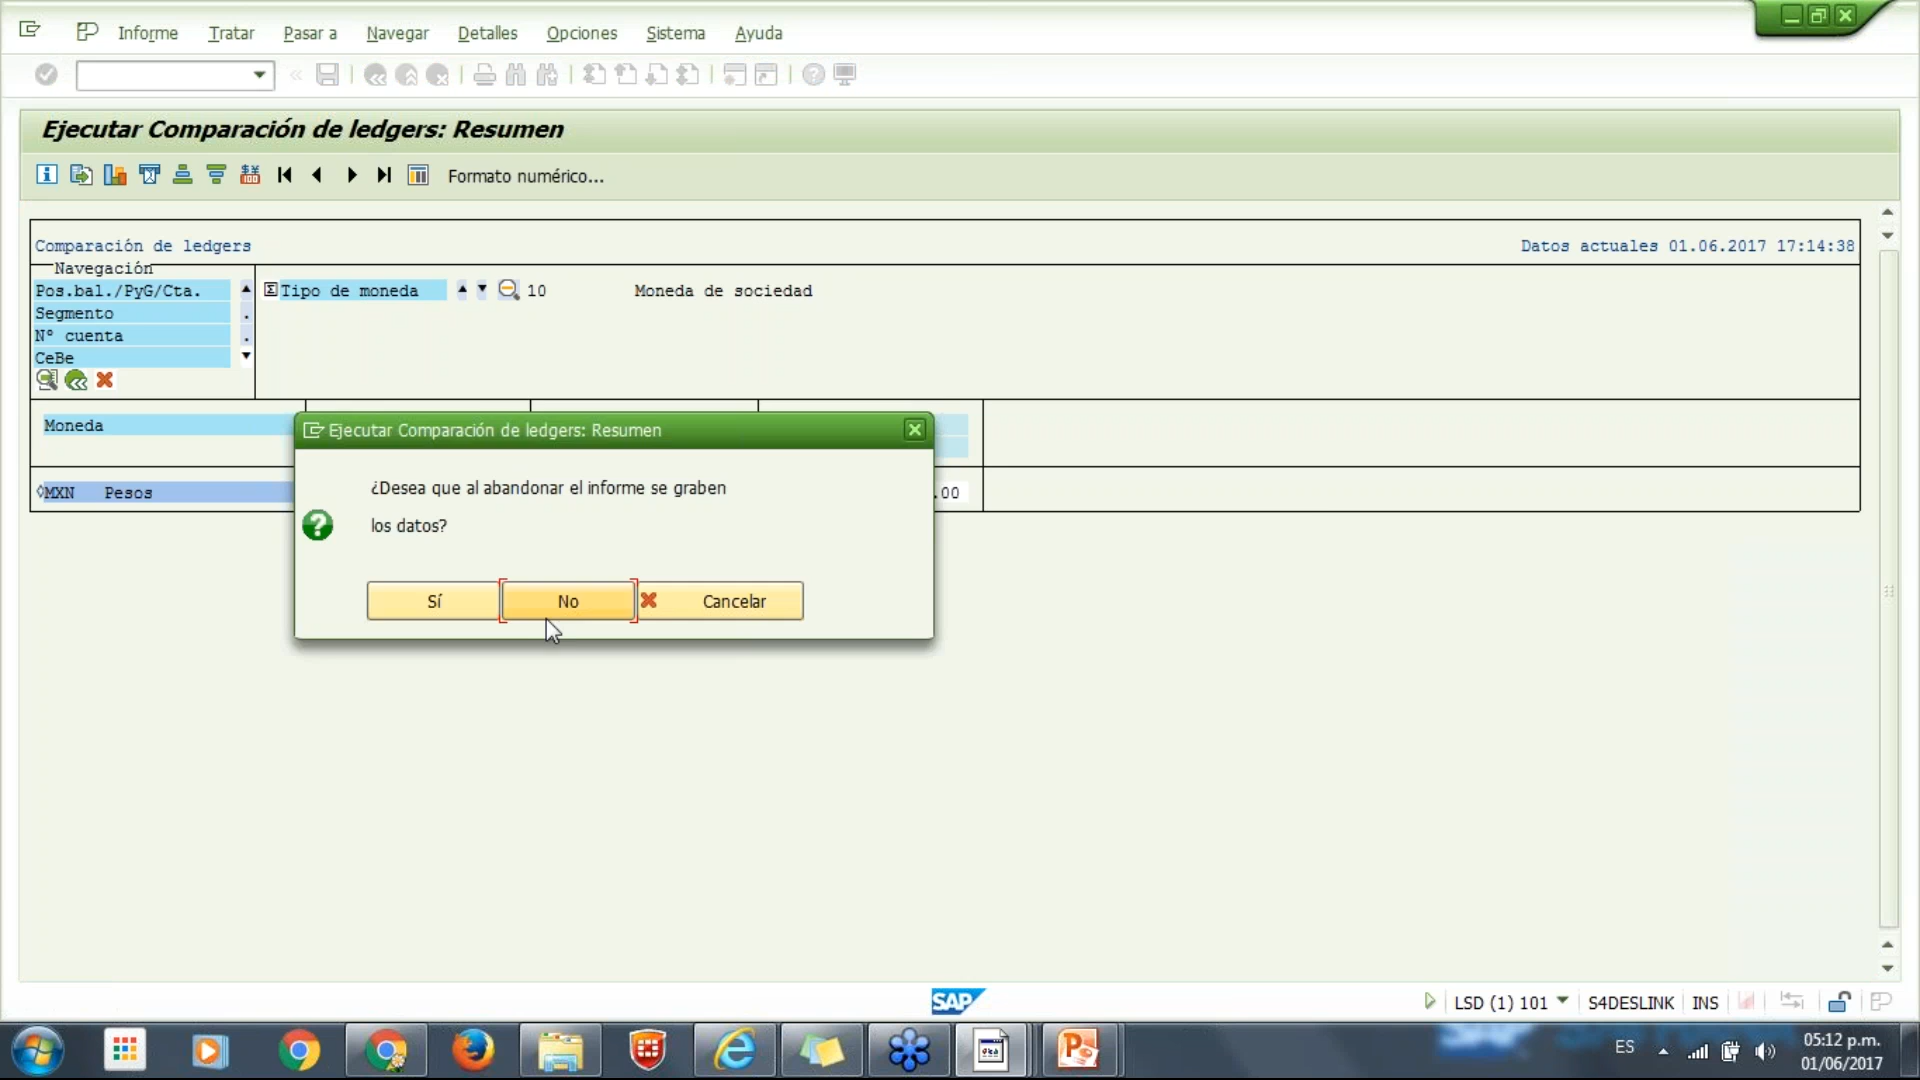 Informe Tratar Pasar a Navegar Detalles Opciones Sistema Ayuda
Ejecutar Comparación de ledgers: Resumen
Formato numérico...
Comparación de ledgers Datos actuales 01.06.2017 17:14:38
Navegación
Pos.bal./PyG/Cta. Tipo de moneda 10 Moneda de sociedad
Segmento
Nº cuenta
CeBe
Moneda
MXN Pesos .00
Ejecutar Comparación de ledgers: Resumen
¿Desea que al abandonar el informe se graben
los datos?
Sí No Cancelar
SAP LSD (1) 101 S4DESLINK INS
ES 05:12 p.m.
01/06/2017